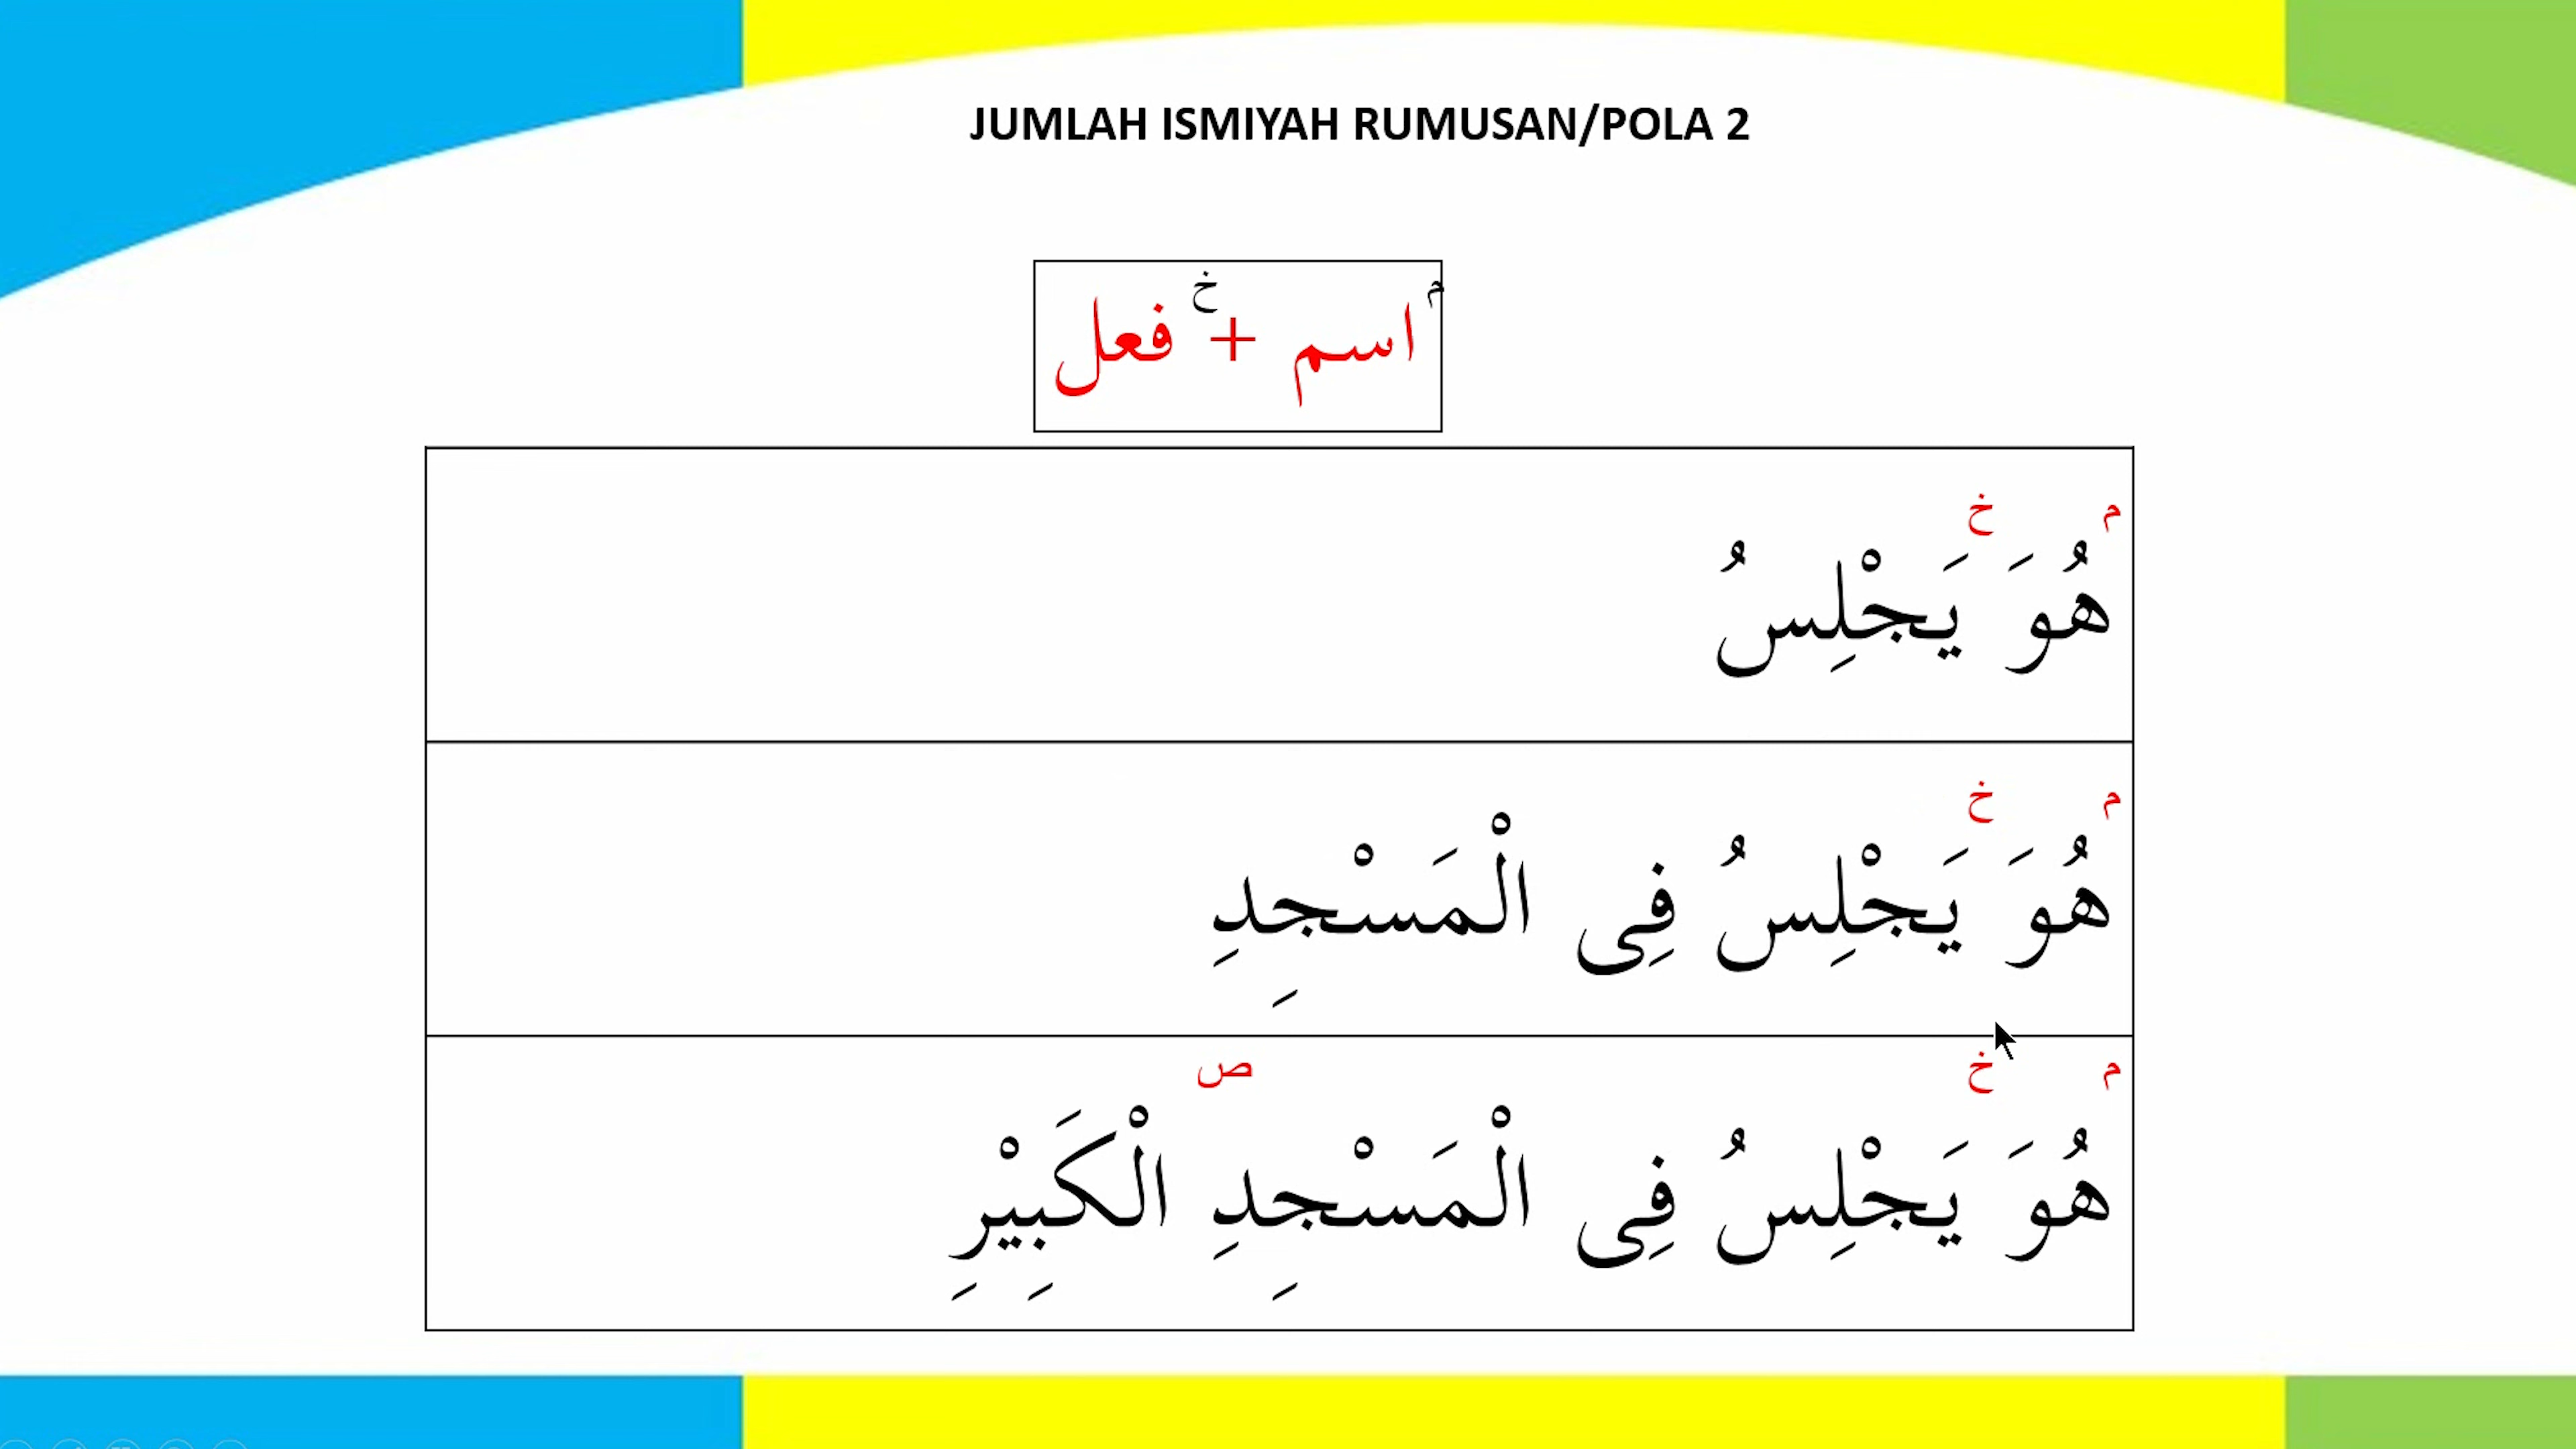 JUMLAH ISMIYAH RUMUSAN/POLA 2
م خ
اسم + فعل
م خ
هُوَ يَجْلِسُ
م خ
هُوَ يَجْلِسُ فِى الْمَسْجِدِ
م خ ص
هُوَ يَجْلِسُ فِى الْمَسْجِدِ الْكَبِيْرِ